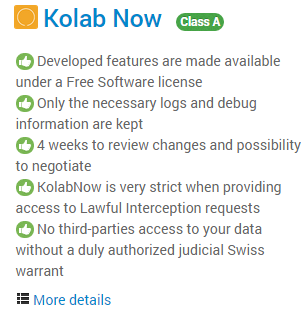 Kolab Now Class A
Developed features are made available
under a Free Software license
Only the necessary logs and debug
information are kept
4 weeks to review changes and possibility
to negotiate
KolabNow is very strict when providing
access to Lawful Interception requests
No third-parties access to your data
without a duly authorized judicial Swiss
warrant
More details